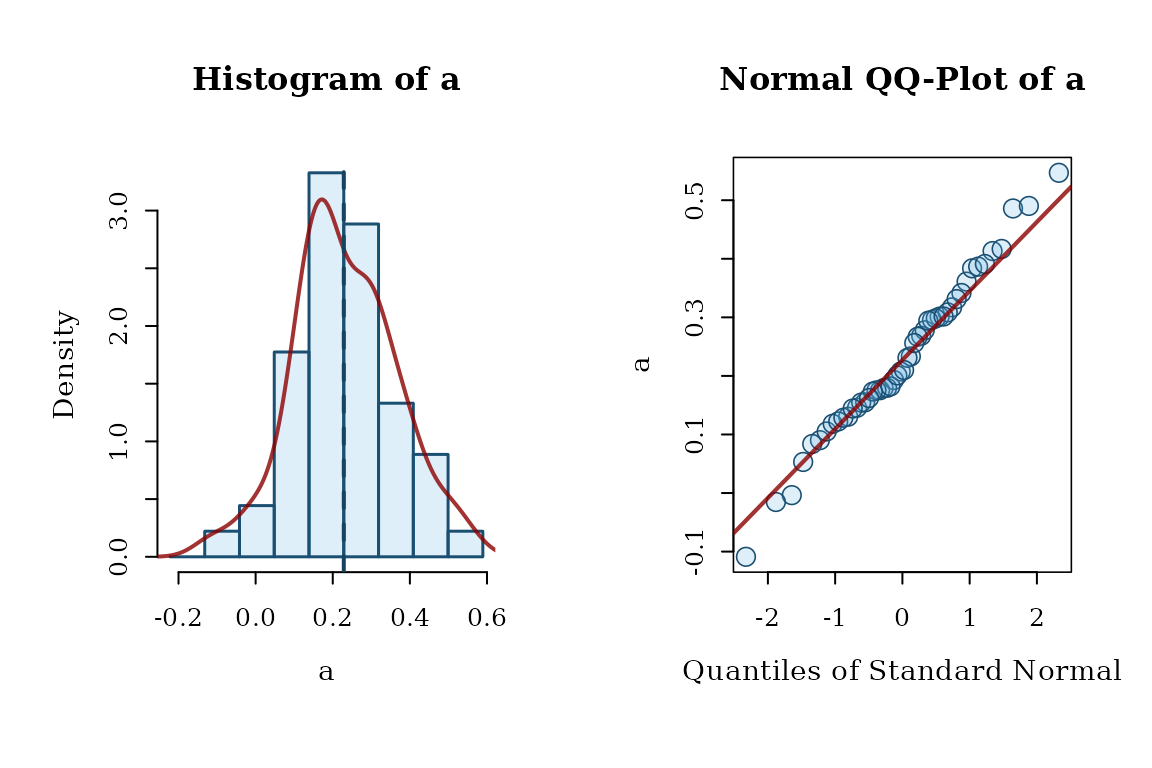 Histogram of a
Density
0.0 1.0 2.0 3.0
-0.2 0.0 0.2 0.4 0.6
a
Normal QQ-Plot of a
a
-0.1 0.1 0.3 0.5
-2 -1 0 1 2
Quantiles of Standard Normal